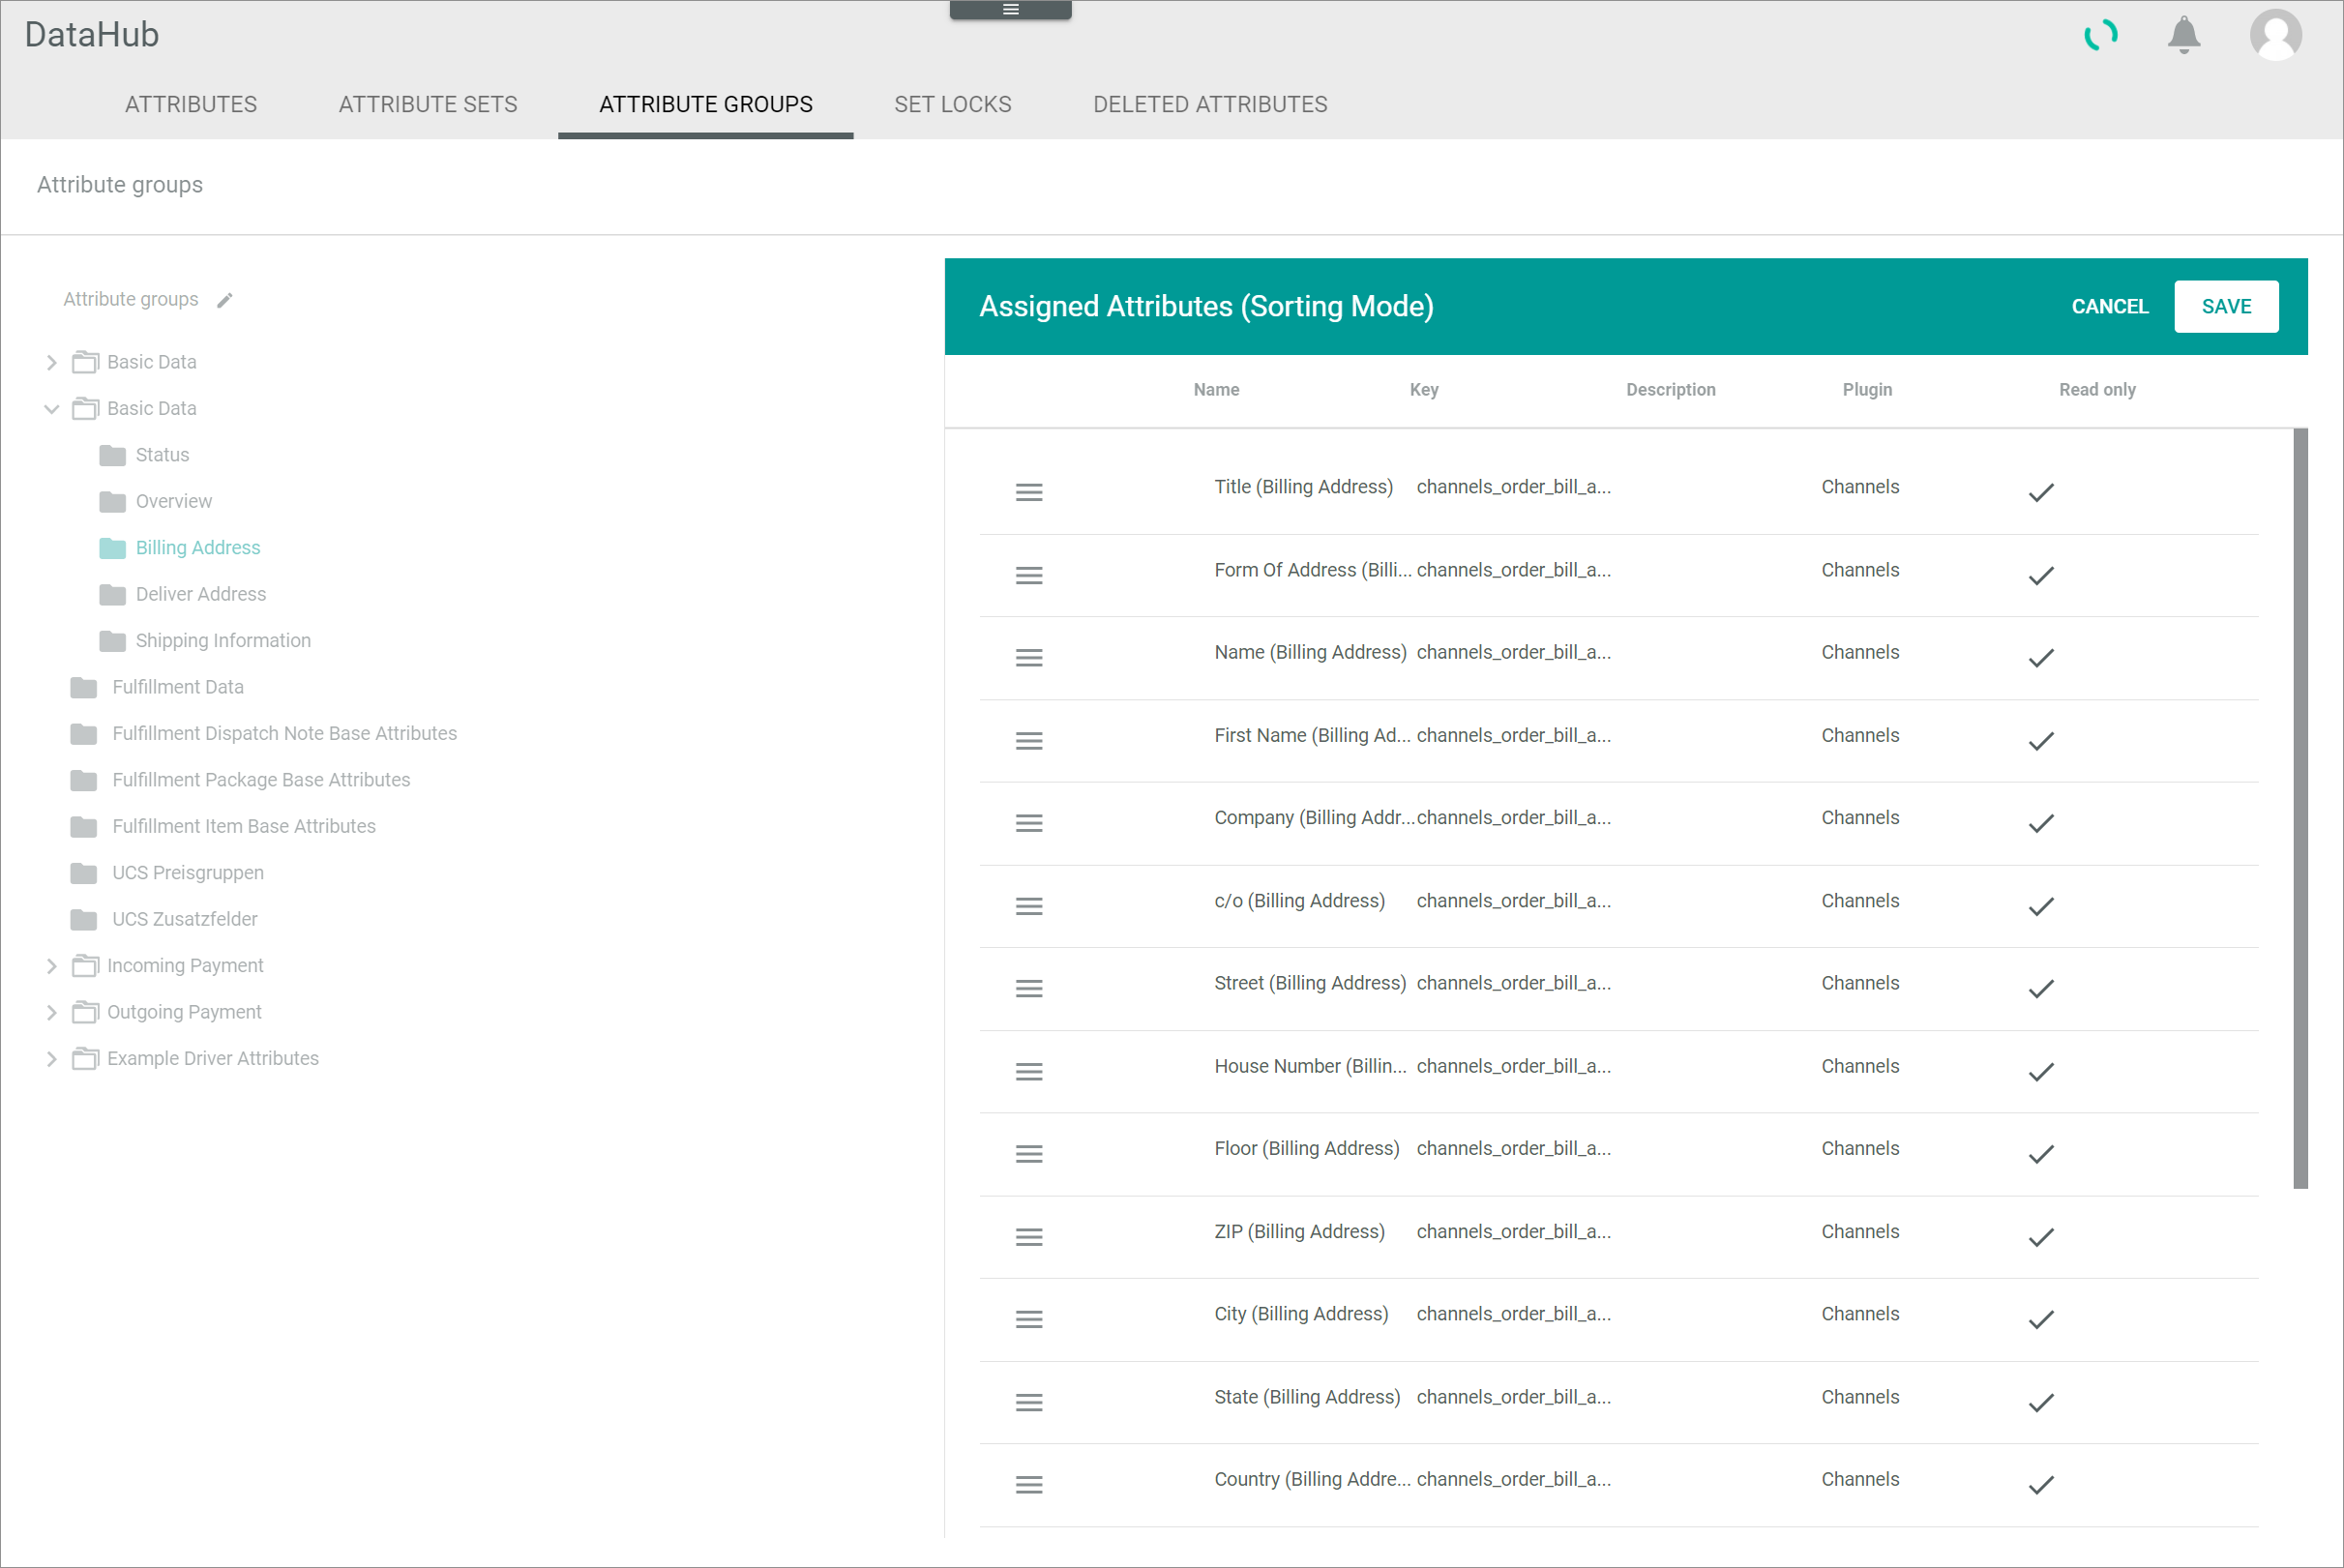 DataHub
ATTRIBUTES ATTRIBUTE SETS ATTRIBUTE GROUPS SET LOCKS DELETED ATTRIBUTES
Attribute groups
Attribute groups
Basic Data
Basic Data
Status
Overview
Billing Address
Deliver Address
Shipping Information
Fulfillment Data
Fulfillment Dispatch Note Base Attributes
Fulfillment Package Base Attributes
Fulfillment Item Base Attributes
UCS Preisgruppen
UCS Zusatzfelder
Incoming Payment
Outgoing Payment
Example Driver Attributes
Assigned Attributes (Sorting Mode) CANCEL SAVE
Name Key Description Plugin Read only
Title (Billing Address) channels_order_bill_a... Channels
Form Of Address (Billi... channels_order_bill_a... Channels
Name (Billing Address) channels_order_bill_a... Channels
First Name (Billing Ad... channels_order_bill_a... Channels
Company (Billing Addr... channels_order_bill_a... Channels
c/o (Billing Address) channels_order_bill_a... Channels
Street (Billing Address) channels_order_bill_a... Channels
House Number (Billin... channels_order_bill_a... Channels
Floor (Billing Address) channels_order_bill_a... Channels
ZIP (Billing Address) channels_order_bill_a... Channels
City (Billing Address) channels_order_bill_a... Channels
State (Billing Address) channels_order_bill_a... Channels
Country (Billing Addre... channels_order_bill_a... Channels